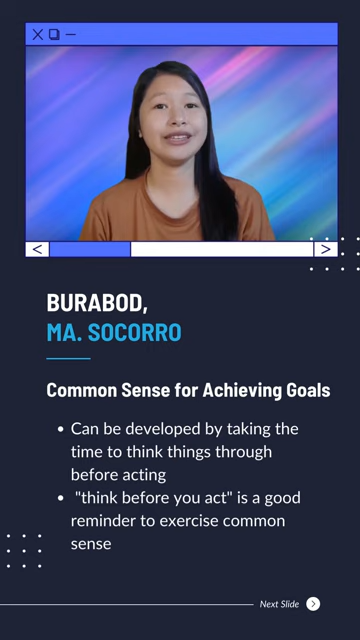 BURABOD,
MA. SOCORRO
Common Sense for Achieving Goals
• Can be developed by taking the
time to think things through
before acting
• "think before you act" is a good
reminder to exercise common
sense
Next Slide